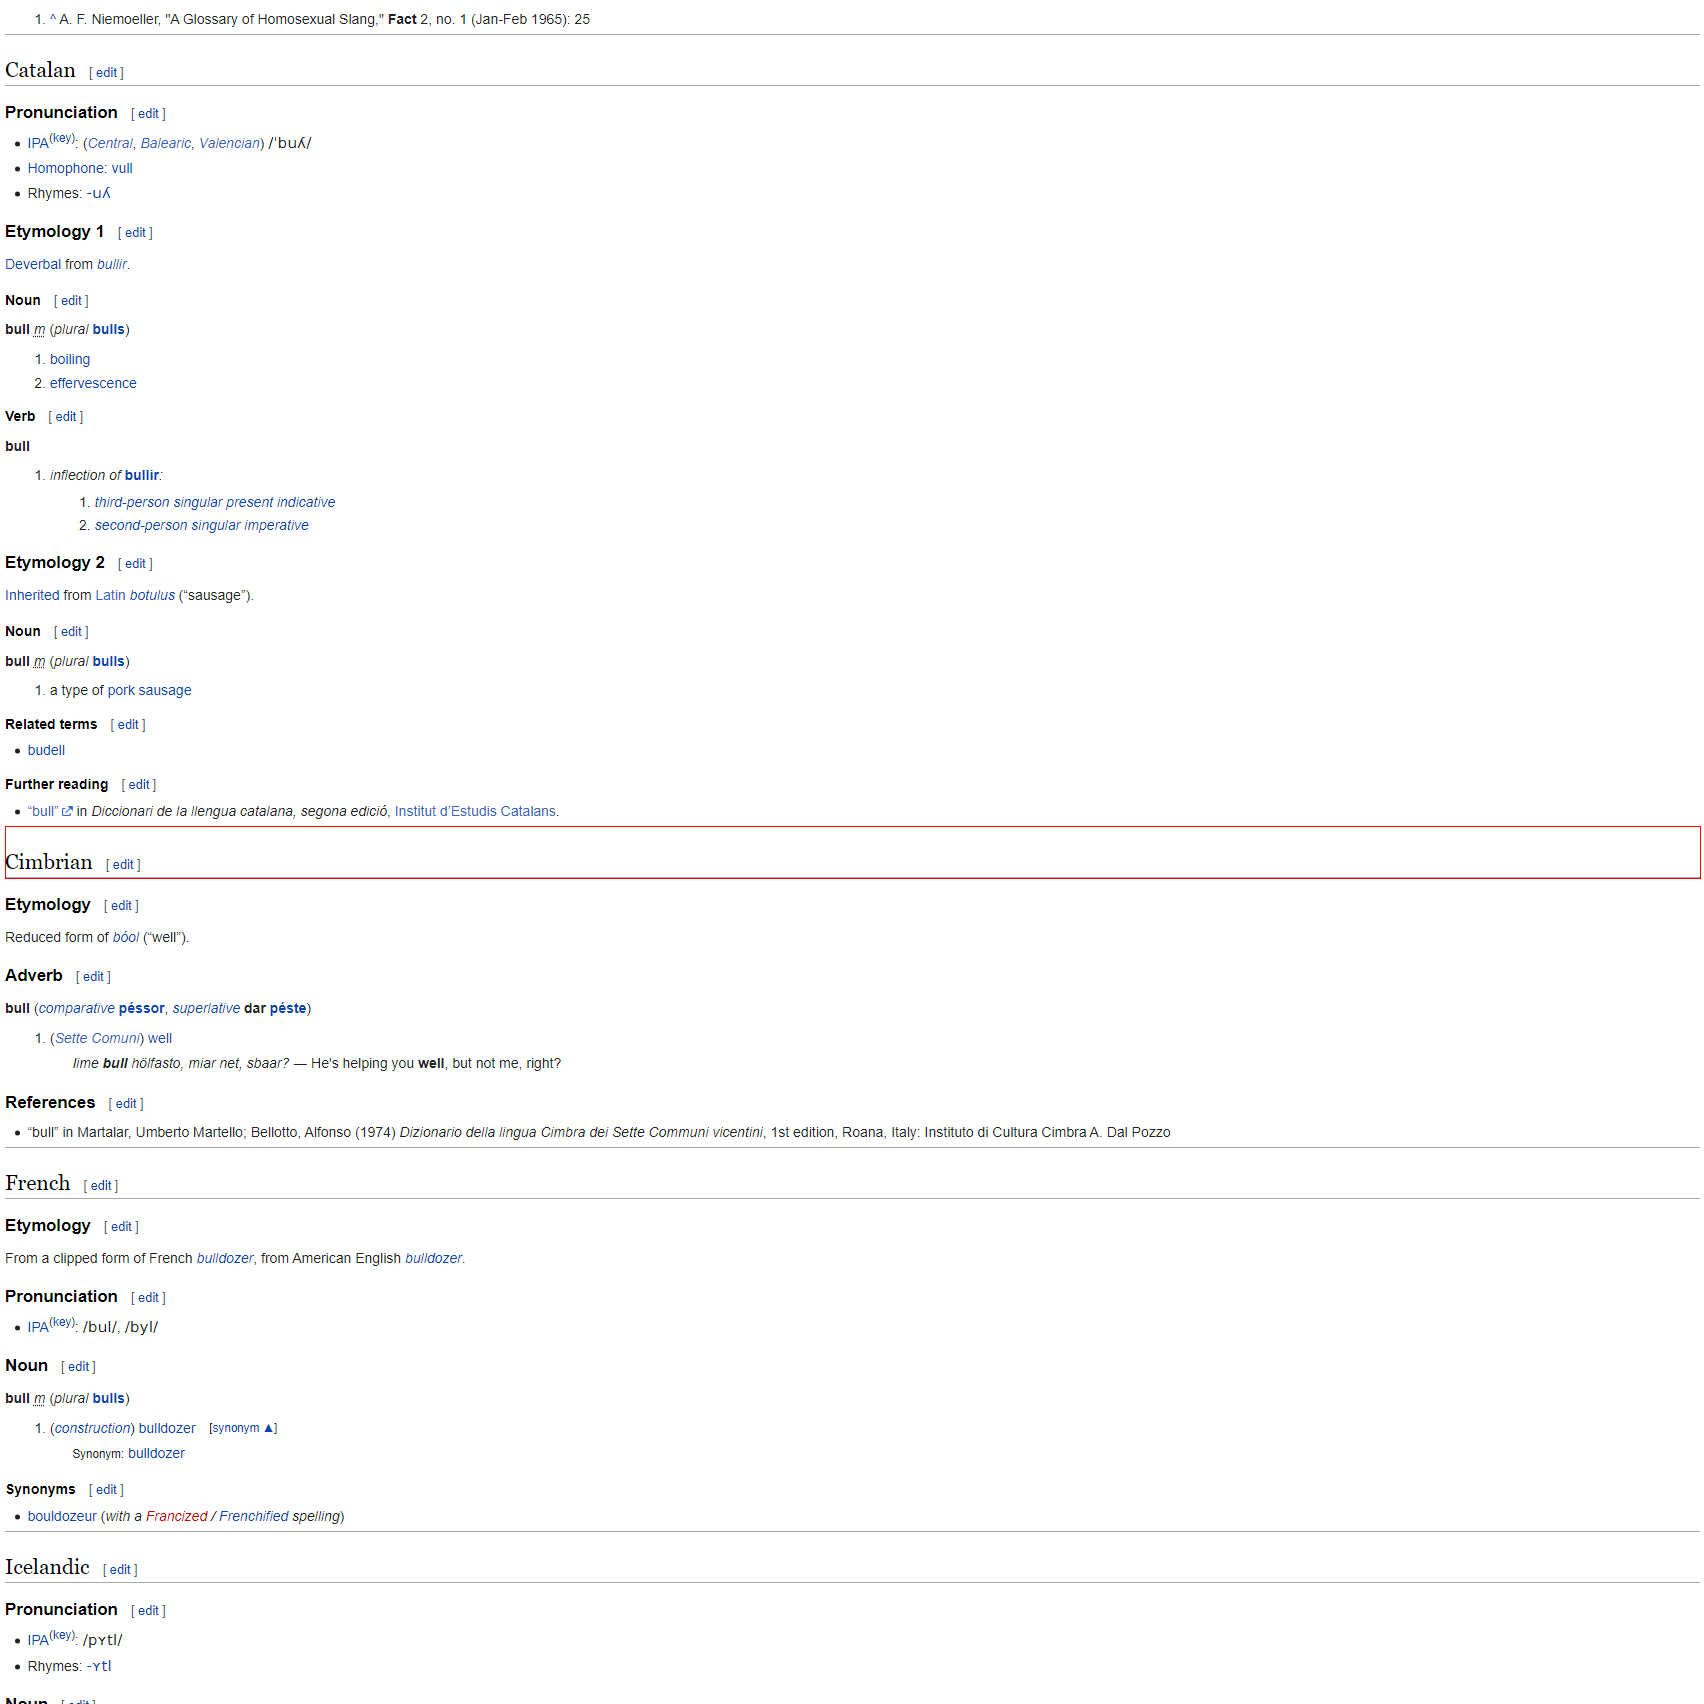 1. ^ A. F. Niemoeller, "A Glossary of Homosexual Slang," Fact 2, no. 1 (Jan-Feb 1965): 25
Catalan [ edit ]
Pronunciation [ edit ]
• IPA(key): (Central, Balearic, Valencian) /ˈbuʎ/
• Homophone: vull
• Rhymes: -uʎ
Etymology 1 [ edit ]
Deverbal from bullir.
Noun [ edit ]
bull m (plural bulls)
1. boiling
2. effervescence
Verb [ edit ]
bull
1. inflection of bullir:
1. third-person singular present indicative
2. second-person singular imperative
Etymology 2 [ edit ]
Inherited from Latin botulus (“sausage”).
Noun [ edit ]
bull m (plural bulls)
1. a type of pork sausage
Related terms [ edit ]
• budell
Further reading [ edit ]
• “bull” in Diccionari de la llengua catalana, segona edició, Institut d’Estudis Catalans.
Cimbrian [ edit ]
Etymology [ edit ]
Reduced form of bóol (“well”).
Adverb [ edit ]
bull (comparative péssor, superlative dar péste)
1. (Sette Comuni) well
lime bull hölfasto, miar net, sbaar? — He's helping you well, but not me, right?
References [ edit ]
• “bull” in Martalar, Umberto Martello; Bellotto, Alfonso (1974) Dizionario della lingua Cimbra dei Sette Communi vicentini, 1st edition, Roana, Italy: Instituto di Cultura Cimbra A. Dal Pozzo
French [ edit ]
Etymology [ edit ]
From a clipped form of French bulldozer, from American English bulldozer.
Pronunciation [ edit ]
• IPA(key): /bul/, /byl/
Noun [ edit ]
bull m (plural bulls)
1. (construction) bulldozer [synonym ▲]
Synonym: bulldozer
Synonyms [ edit ]
• bouldozeur (with a Francized / Frenchified spelling)
Icelandic [ edit ]
Pronunciation [ edit ]
• IPA(key): /pʏtl/
• Rhymes: -ʏtl
Noun [ edit ]